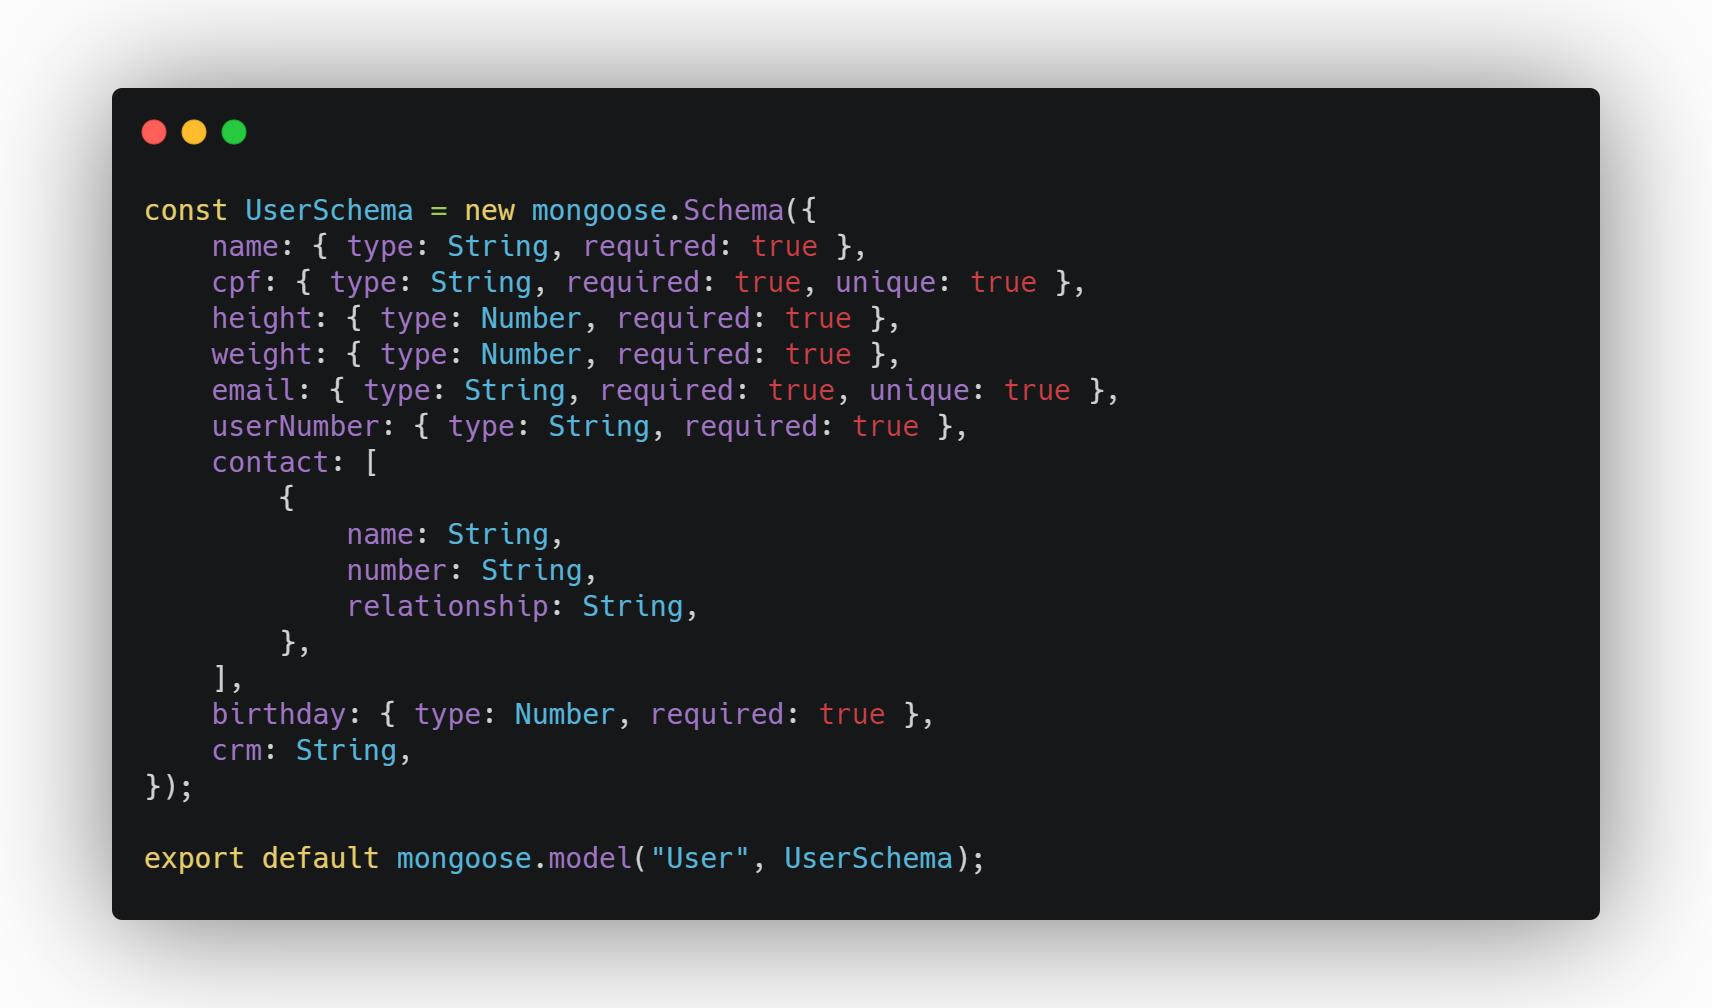 const UserSchema = new mongoose.Schema({
    name: { type: String, required: true },
    cpf: { type: String, required: true, unique: true },
    height: { type: Number, required: true },
    weight: { type: Number, required: true },
    email: { type: String, required: true, unique: true },
    userNumber: { type: String, required: true },
    contact: [
        {
            name: String,
            number: String,
            relationship: String,
        },
    ],
    birthday: { type: Number, required: true },
    crm: String,
});

export default mongoose.model("User", UserSchema);